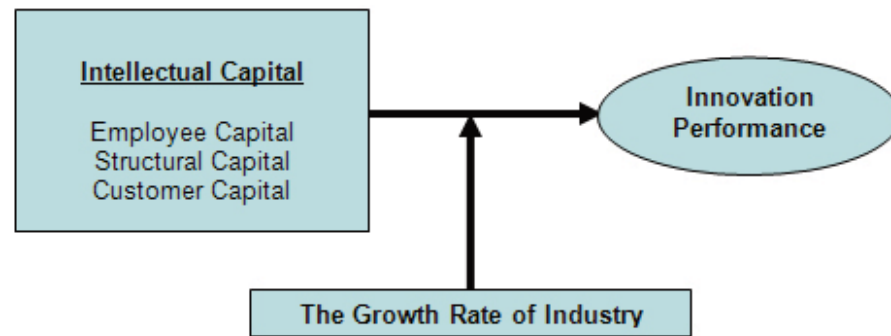 Intellectual Capital
Employee Capital
Structural Capital
Customer Capital
Innovation
Performance
The Growth Rate of Industry